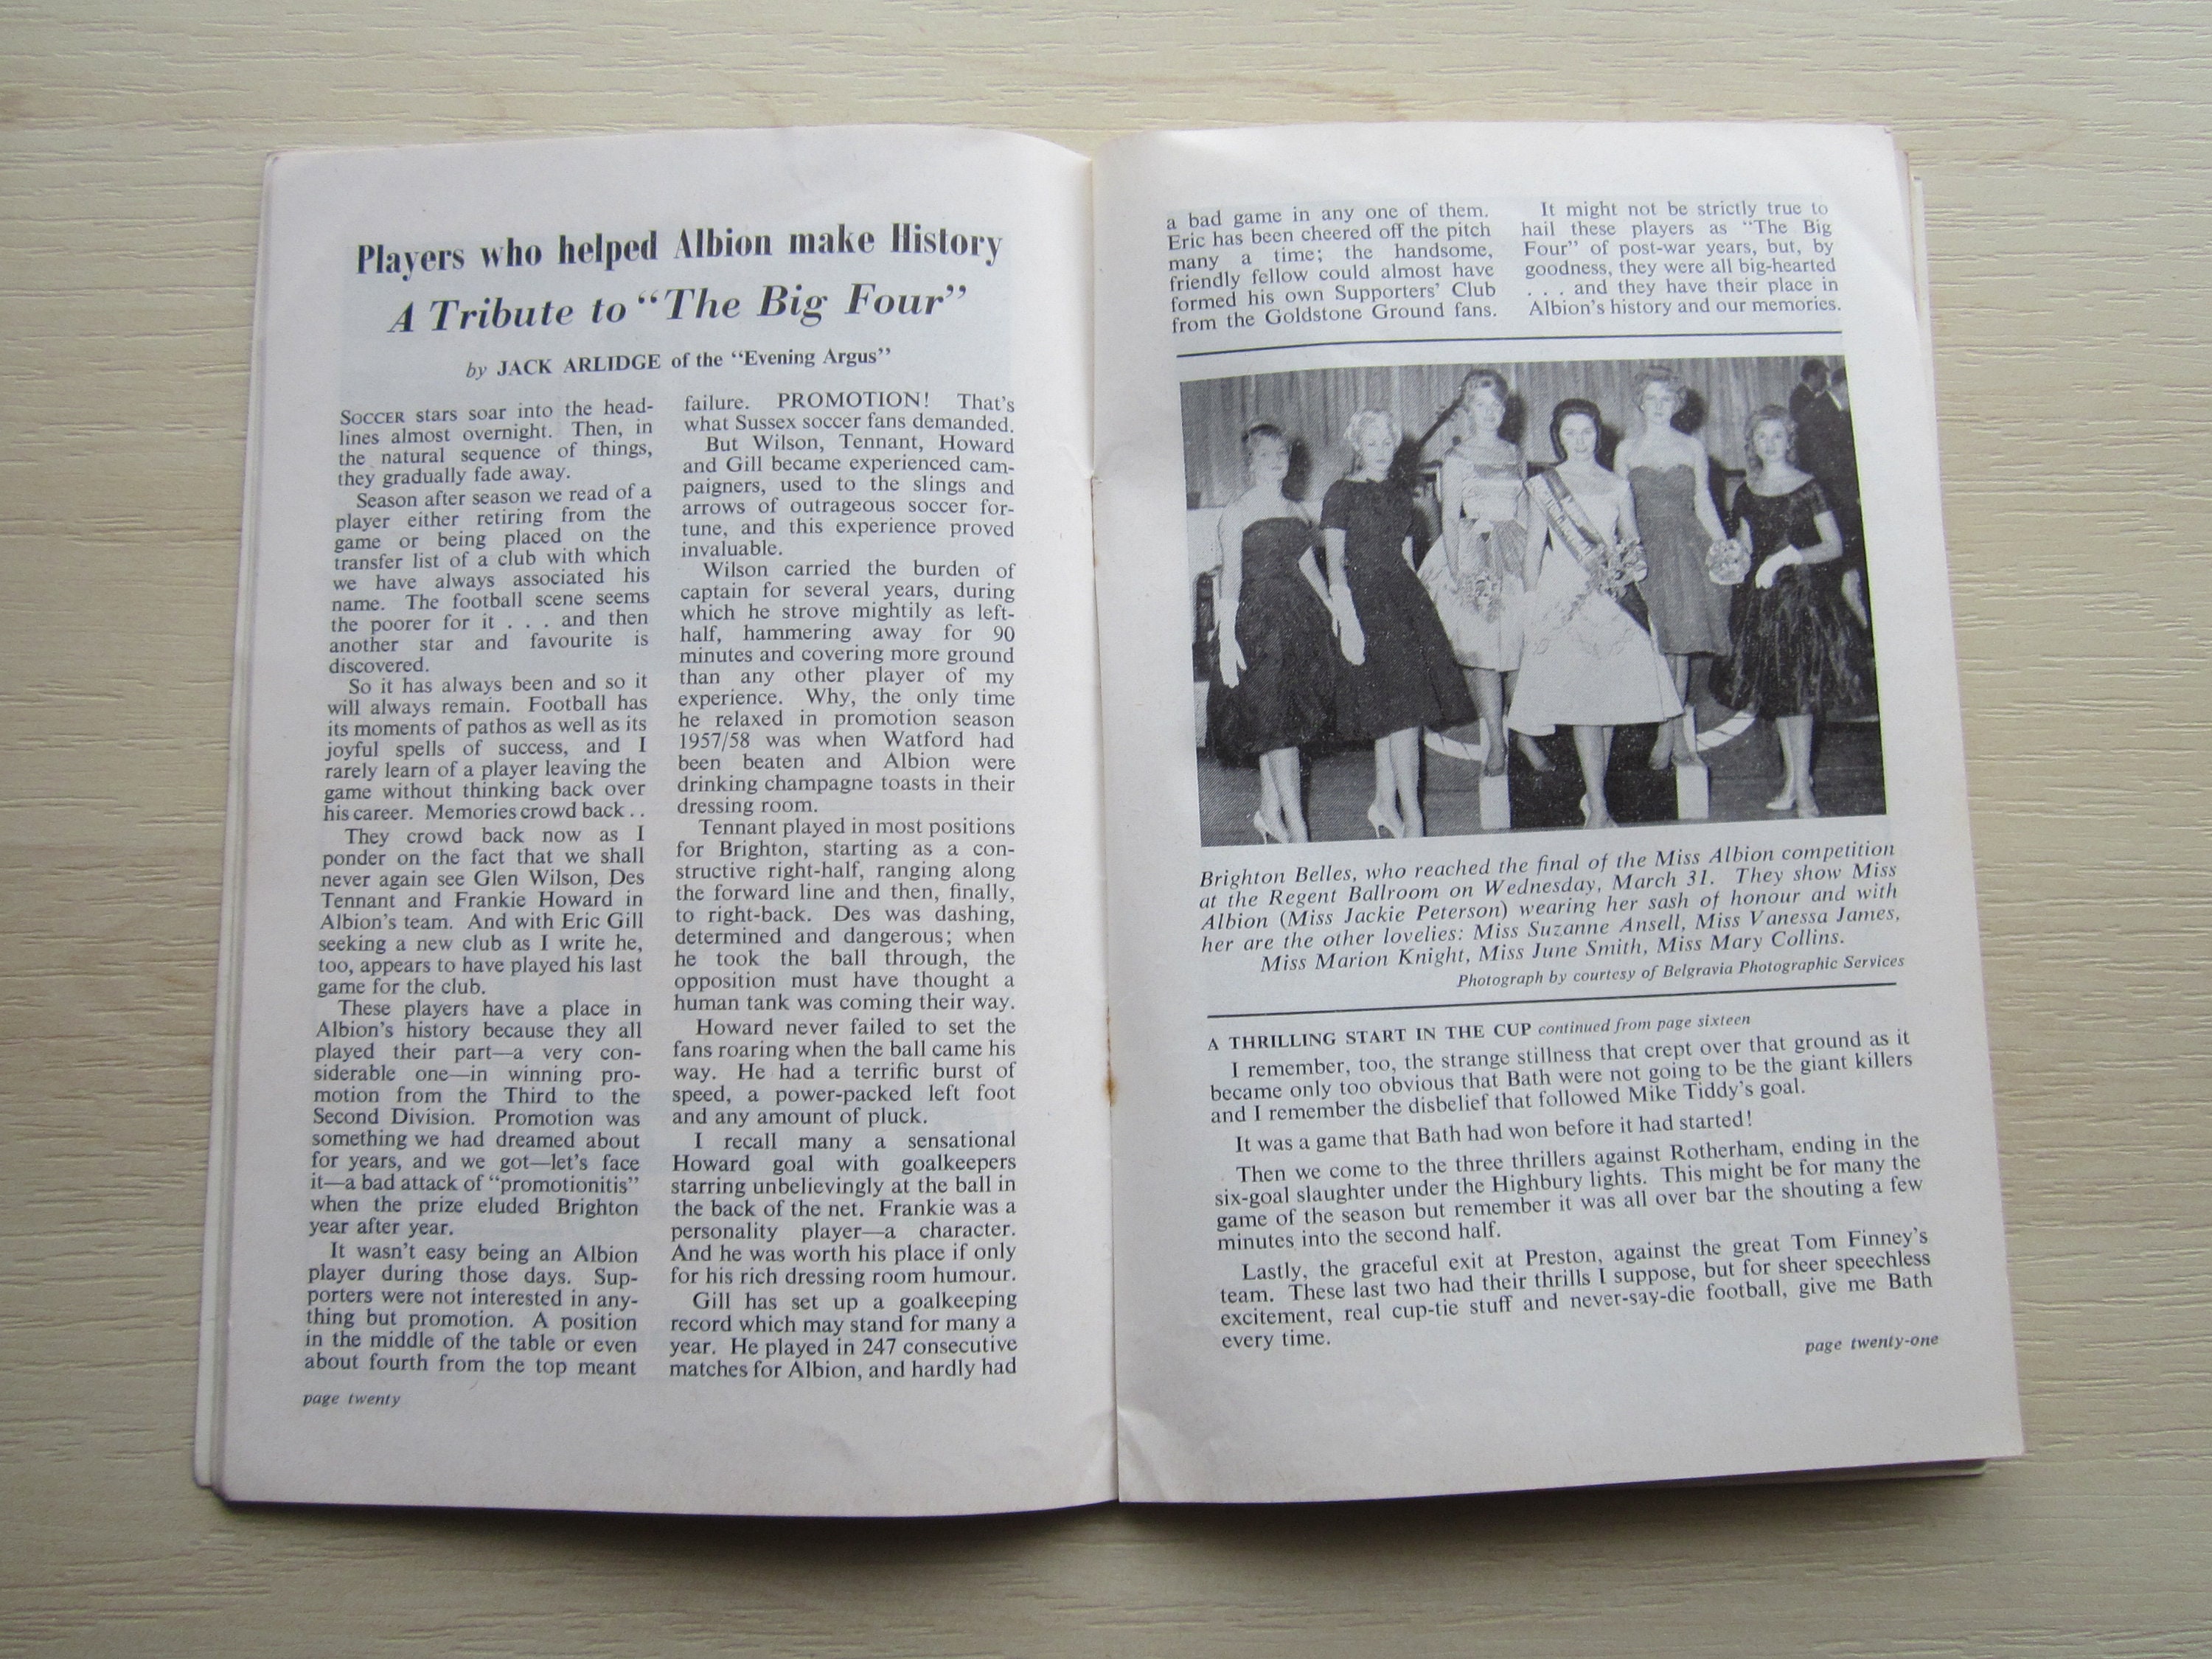 Players who helped Albion make History
A Tribute to “The Big Four”
by JACK ARLIDGE of the “Evening Argus”
SOCCER stars soar into the head-
lines almost overnight. Then, in
the natural sequence of things,
they gradually fade away.
Season after season we read of a
player either retiring from the
game or being placed on the
transfer list of a club with which
we have always associated his
name. The football scene seems
the poorer for it . . . and then
another star and favourite is
discovered.
So it has always been and so it
will always remain. Football has
its moments of pathos as well as its
joyful spells of success, and I
rarely learn of a player leaving the
game without thinking back over
his career. Memories crowd back . .
They crowd back now as I
ponder on the fact that we shall
never again see Glen Wilson, Des
Tennant and Frankie Howard in
Albion’s team. And with Eric Gill
seeking a new club as I write he,
too, appears to have played his last
game for the club.
These players have a place in
Albion’s history because they all
played their part—a very con-
siderable one—in winning pro-
motion from the Third to the
Second Division. Promotion was
something we had dreamed about
for years, and we got—let’s face
it—a bad attack of “promotionitis”
when the prize eluded Brighton
year after year.
It wasn’t easy being an Albion
player during those days. Sup-
porters were not interested in any-
thing but promotion. A position
in the middle of the table or even
about fourth from the top meant
failure. PROMOTION! That’s
what Sussex soccer fans demanded.
But Wilson, Tennant, Howard
and Gill became experienced cam-
paigners, used to the slings and
arrows of outrageous soccer for-
tune, and this experience proved
invaluable.
Wilson carried the burden of
captain for several years, during
which he strove mightily as left-
half, hammering away for 90
minutes and covering more ground
than any other player of my
experience. Why, the only time
he relaxed in promotion season
1957/58 was when Watford had
been beaten and Albion were
drinking champagne toasts in their
dressing room.
Tennant played in most positions
for Brighton, starting as a con-
structive right-half, ranging along
the forward line and then, finally,
to right-back. Des was dashing,
determined and dangerous; when
he took the ball through, the
opposition must have thought a
human tank was coming their way.
Howard never failed to set the
fans roaring when the ball came his
way. He had a terrific burst of
speed, a power-packed left foot
and any amount of pluck.
I recall many a sensational
Howard goal with goalkeepers
starring unbelievingly at the ball in
the back of the net. Frankie was a
personality player—a character.
And he was worth his place if only
for his rich dressing room humour.
Gill has set up a goalkeeping
record which may stand for many a
year. He played in 247 consecutive
matches for Albion, and hardly had
page twenty
a bad game in any one of them.
Eric has been cheered off the pitch
many a time; the handsome,
friendly fellow could almost have
formed his own Supporters’ Club
from the Goldstone Ground fans.
It might not be strictly true to
hail these players as “The Big
Four” of post-war years, but, by
goodness, they were all big-hearted
. . . and they have their place in
Albion’s history and our memories.
Brighton Belles, who reached the final of the Miss Albion competition
at the Regent Ballroom on Wednesday, March 31. They show Miss
Albion (Miss Jackie Peterson) wearing her sash of honour and with
her are the other lovelies: Miss Suzanne Ansell, Miss Vanessa James,
Miss Marion Knight, Miss June Smith, Miss Mary Collins.
Photograph by courtesy of Belgravia Photographic Services
A THRILLING START IN THE CUP continued from page sixteen
I remember, too, the strange stillness that crept over that ground as it
became only too obvious that Bath were not going to be the giant killers
and I remember the disbelief that followed Mike Tiddy’s goal.
It was a game that Bath had won before it had started!
Then we come to the three thrillers against Rotherham, ending in the
six-goal slaughter under the Highbury lights. This might be for many the
game of the season but remember it was all over bar the shouting a few
minutes into the second half.
Lastly, the graceful exit at Preston, against the great Tom Finney’s
team. These last two had their thrills I suppose, but for sheer speechless
excitement, real cup-tie stuff and never-say-die football, give me Bath
every time.
page twenty-one